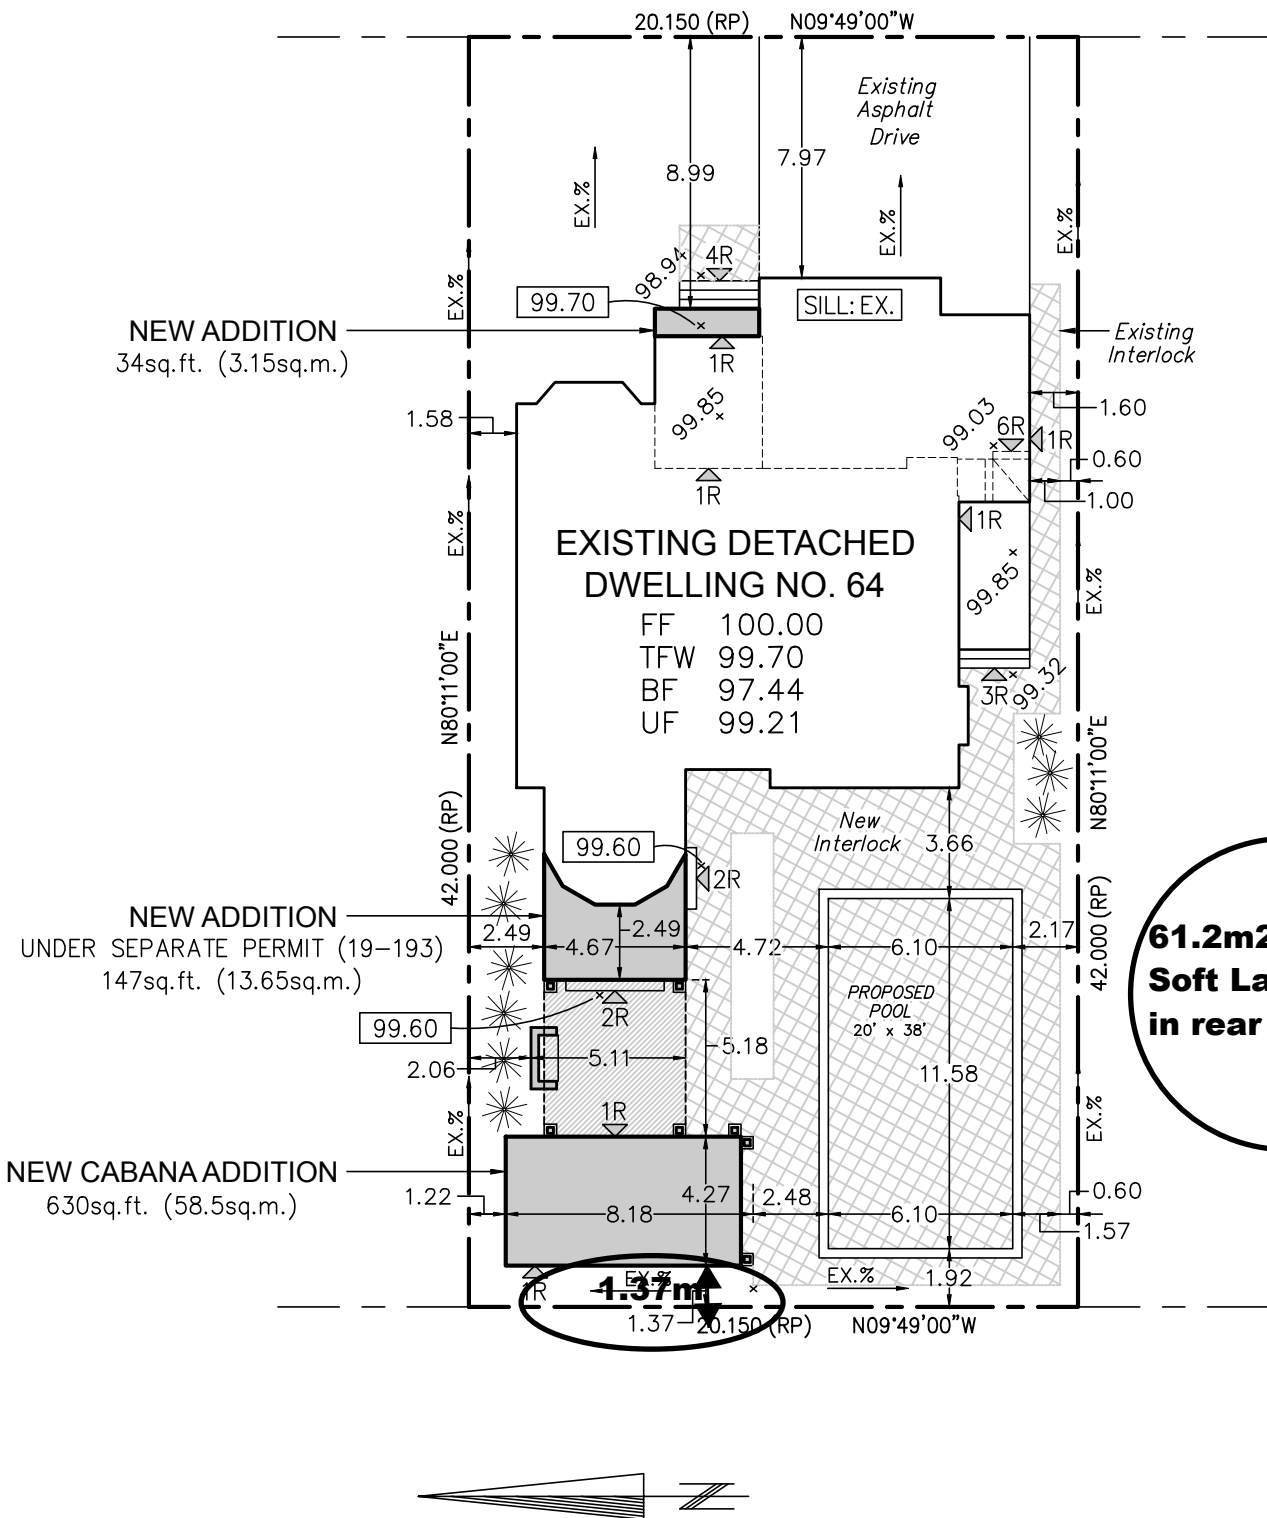 20.150 (RP) N09°49'00"W
Existing
Asphalt
Drive
7.97
8.99
EX.%
EX.%
EX.%
EX.%
4R
98.94
99.70
SILL: EX.
NEW ADDITION
34sq.ft. (3.15sq.m.)
1R
Existing
Interlock
99.85
1.58
1.60
99.03
6R
1R
0.60
1.00
1R
1R
EX.%
EXISTING DETACHED
DWELLING NO. 64
FF 100.00
TFW 99.70
BF 97.44
UF 99.21
99.85
EX.%
3R
99.32
N80°11'00"E
N80°11'00"E
New
Interlock
3.66
99.60
2R
42.000 (RP)
42.000 (RP)
NEW ADDITION
UNDER SEPARATE PERMIT (19-193)
147sq.ft. (13.65sq.m.)
2.49
4.67
2.49
4.72
6.10
2.17
61.2m2
Soft La
in rear
PROPOSED
POOL
20' x 38'
99.60
2R
5.18
2.06
5.11
11.58
1R
EX.%
EX.%
NEW CABANA ADDITION
630sq.ft. (58.5sq.m.)
1.22
8.18
4.27
2.48
6.10
0.60
1.57
1R
EX.%
1.37m
EX.%
1.92
1.37
20.150 (RP) N09°49'00"W
N